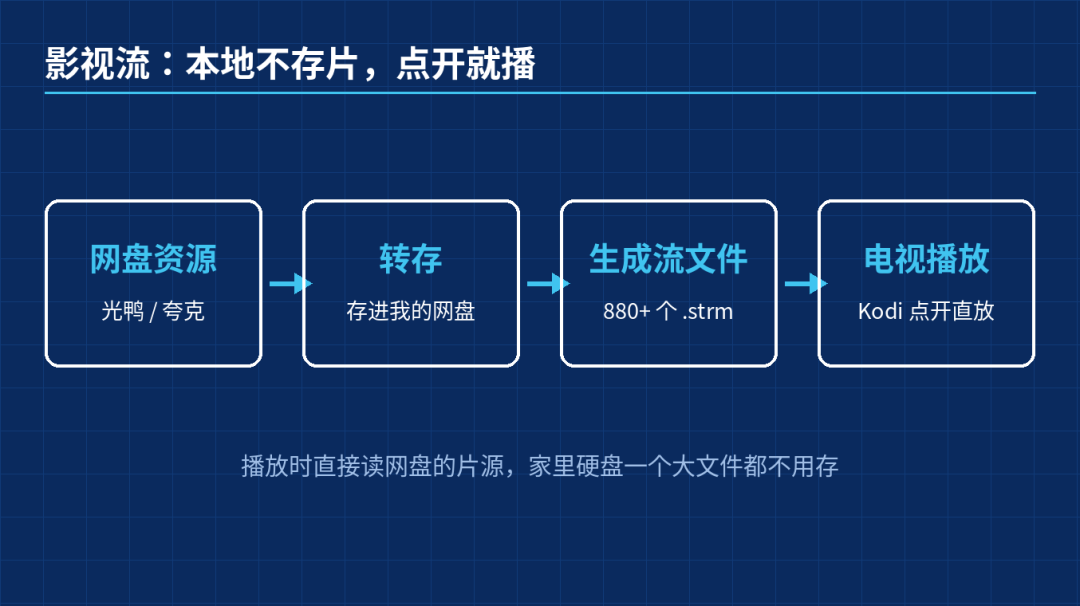 影视流：本地不存片，点开就播
网盘资源
光鸭 / 夸克
转存
存进我的网盘
生成流文件
880+ 个 .strm
电视播放
Kodi 点开直放
播放时直接读网盘的片源，家里硬盘一个大文件都不用存